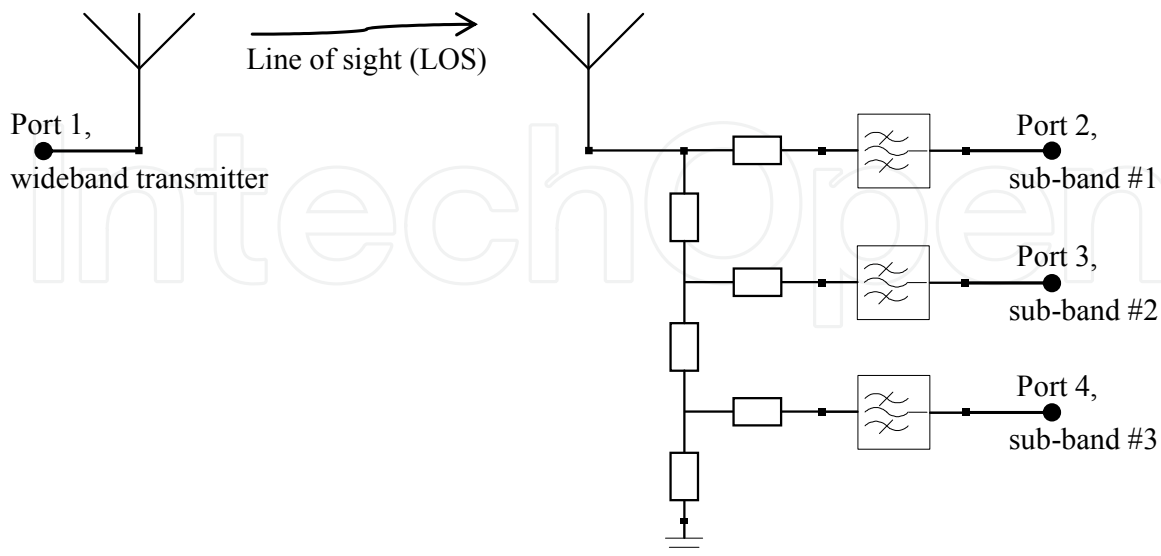 Line of sight (LOS)
Port 1,
wideband transmitter
Port 2,
sub-band #1
Port 3,
sub-band #2
Port 4,
sub-band #3
IntechOpen